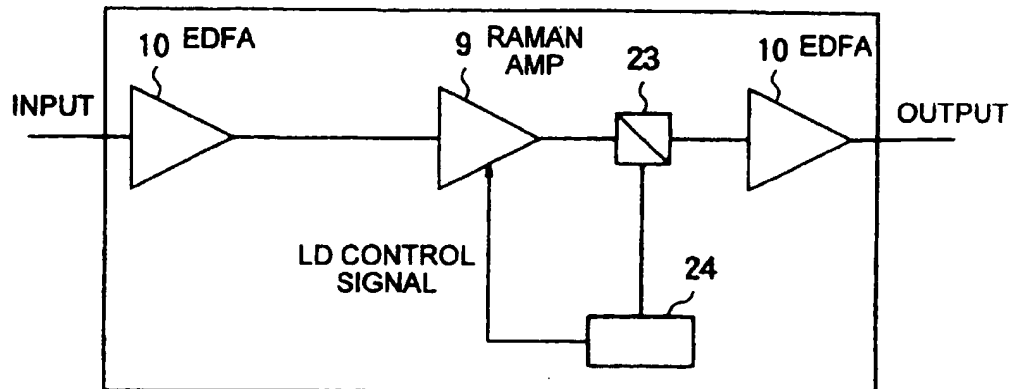 10 EDFA
9 RAMAN
AMP
23
10 EDFA
INPUT
OUTPUT
LD CONTROL
SIGNAL
24